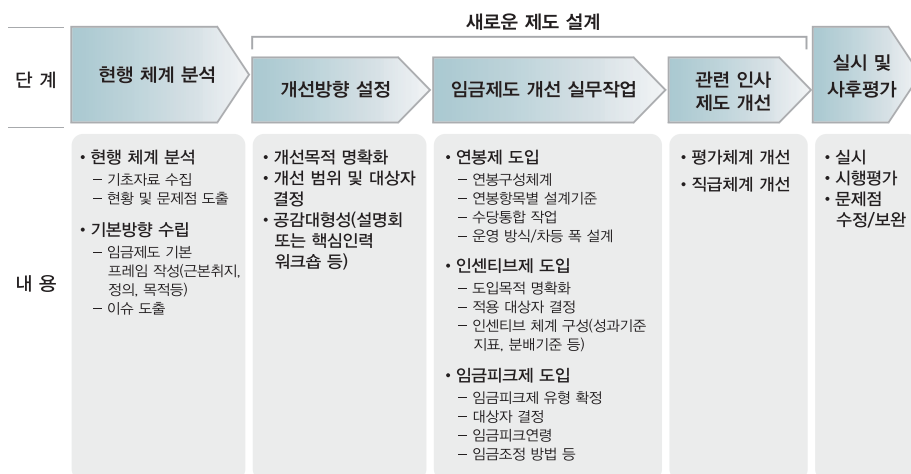 새로운 제도 설계
단 계
현행 체계 분석
개선방향 설정
임금제도 개선 실무작업
관련 인사
제도 개선
실시 및
사후평가
내 용
• 현행 체계 분석
– 기초자료 수집
– 현황 및 문제점 도출
• 기본방향 수립
– 임금제도 기본
프레임 작성(근본취지,
정의, 목적등)
– 이슈 도출
• 개선목적 명확화
• 개선 범위 및 대상자
결정
• 공감대형성(설명회
또는 핵심인력
워크숍 등)
• 연봉제 도입
– 연봉구성체계
– 연봉항목별 설계기준
– 수당통합 작업
– 운영 방식/차등 폭 설계
• 인센티브제 도입
– 도입목적 명확화
– 적용 대상자 결정
– 인센티브 체계 구성(성과기준
지표, 분배기준 등)
• 임금피크제 도입
– 임금피크제 유형 확정
– 대상자 결정
– 임금피크연령
– 임금조정 방법 등
• 평가체계 개선
• 직급체계 개선
• 실시
• 시행평가
• 문제점
수정/보완